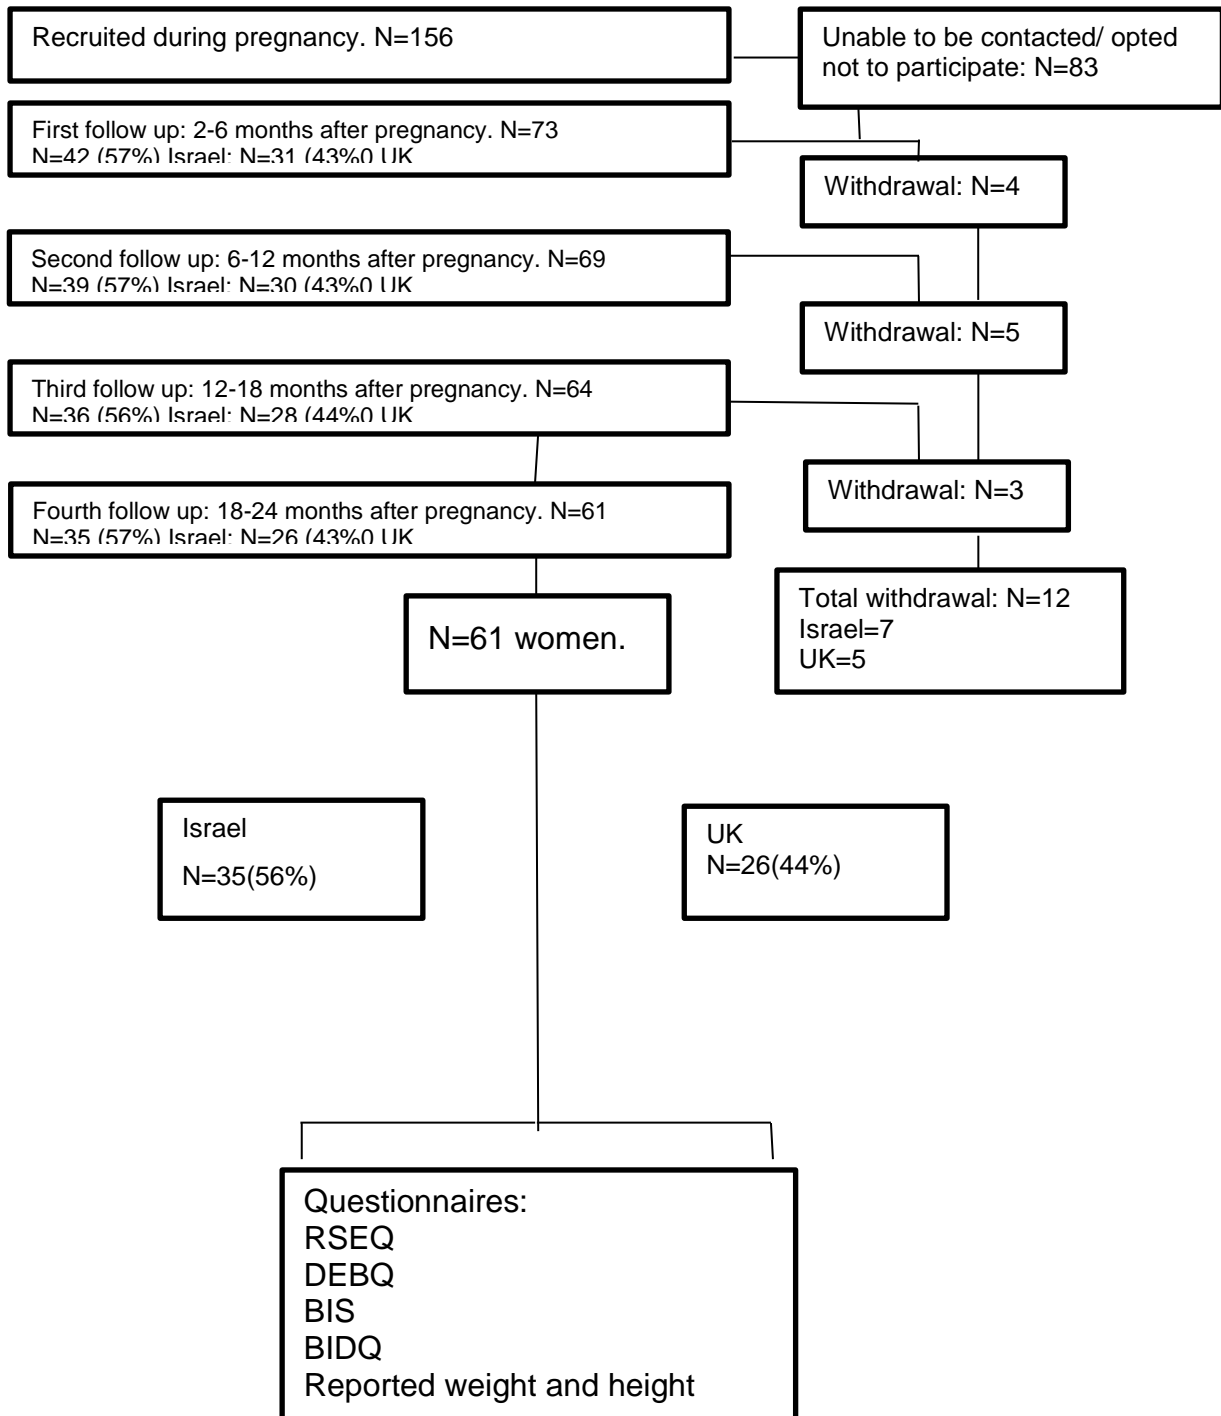 Recruited during pregnancy. N=156
Unable to be contacted/ opted
not to participate: N=83
First follow up: 2-6 months after pregnancy. N=73
N=42 (57%) Israel: N=31 (43%0 UK
Withdrawal: N=4
Second follow up: 6-12 months after pregnancy. N=69
N=39 (57%) Israel: N=30 (43%0 UK
Withdrawal: N=5
Third follow up: 12-18 months after pregnancy. N=64
N=36 (56%) Israel: N=28 (44%0 UK
Withdrawal: N=3
Fourth follow up: 18-24 months after pregnancy. N=61
N=35 (57%) Israel: N=26 (43%0 UK
Total withdrawal: N=12
Israel=7
UK=5
N=61 women.
Israel
N=35(56%)
UK
N=26(44%)
Questionnaires:
RSEQ
DEBQ
BIS
BIDQ
Reported weight and height